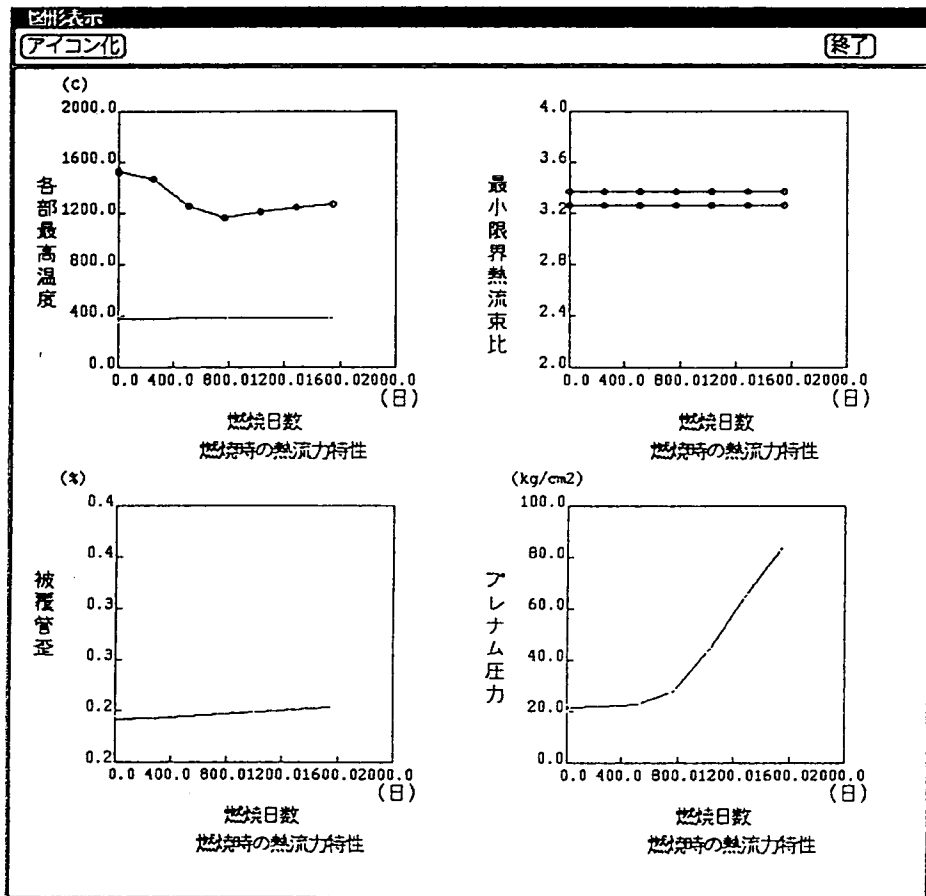 図形表示
アイコン化 終了
(C)
2000.0
1600.0
1200.0
800.0
400.0
0.0
各部最高温度
0.0 400.0 800.01200.01600.02000.0
(日)
燃焼日数
燃焼時の熱流力特性
4.0
3.6
3.2
2.8
2.4
2.0
最小限界熱流束比
0.0 400.0 800.01200.01600.02000.0
(日)
燃焼日数
燃焼時の熱流力特性
(%)
0.4
0.4
0.3
0.3
0.2
0.2
被覆管歪
0.0 400.0 800.01200.01600.02000.0
(日)
燃焼日数
燃焼時の熱流力特性
(kg/cm2)
100.0
80.0
60.0
40.0
20.0
0.0
プレナム圧力
0.0 400.0 800.01200.01600.02000.0
(日)
燃焼日数
燃焼時の熱流力特性